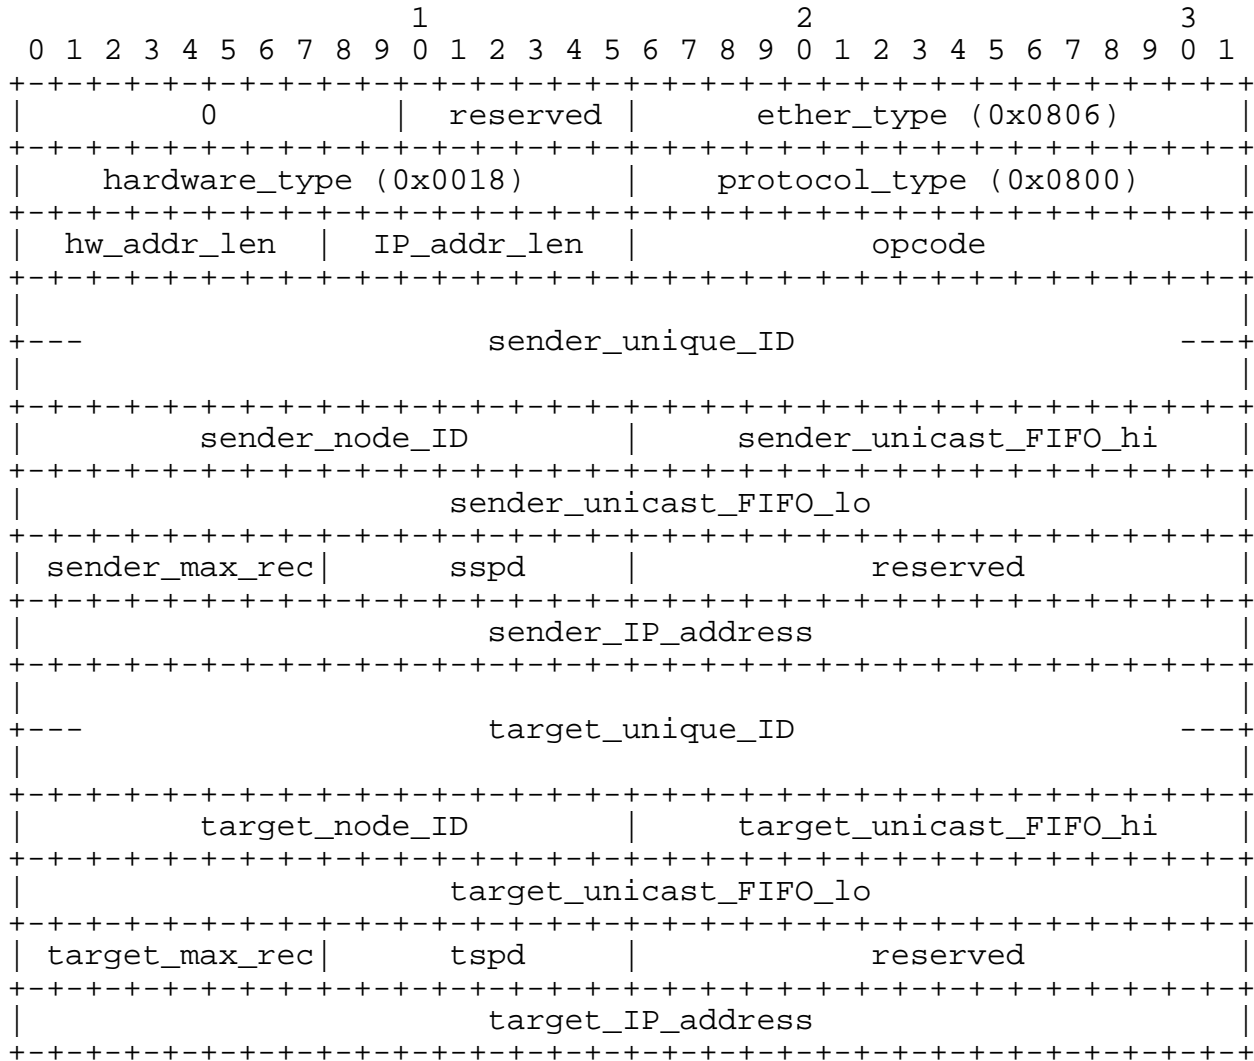 1                   2                   3
 0 1 2 3 4 5 6 7 8 9 0 1 2 3 4 5 6 7 8 9 0 1 2 3 4 5 6 7 8 9 0 1
+-+-+-+-+-+-+-+-+-+-+-+-+-+-+-+-+-+-+-+-+-+-+-+-+-+-+-+-+-+-+-+-+
|         0         |  reserved |      ether_type (0x0806)      |
+-+-+-+-+-+-+-+-+-+-+-+-+-+-+-+-+-+-+-+-+-+-+-+-+-+-+-+-+-+-+-+-+
|    hardware_type (0x0018)     |    protocol_type (0x0800)     |
+-+-+-+-+-+-+-+-+-+-+-+-+-+-+-+-+-+-+-+-+-+-+-+-+-+-+-+-+-+-+-+-+
|  hw_addr_len  |  IP_addr_len  |            opcode             |
+-+-+-+-+-+-+-+-+-+-+-+-+-+-+-+-+-+-+-+-+-+-+-+-+-+-+-+-+-+-+-+-+
|                                                               |
+---                     sender_unique_ID                    ---+
|                                                               |
+-+-+-+-+-+-+-+-+-+-+-+-+-+-+-+-+-+-+-+-+-+-+-+-+-+-+-+-+-+-+-+-+
|         sender_node_ID        |     sender_unicast_FIFO_hi    |
+-+-+-+-+-+-+-+-+-+-+-+-+-+-+-+-+-+-+-+-+-+-+-+-+-+-+-+-+-+-+-+-+
|                      sender_unicast_FIFO_lo                   |
+-+-+-+-+-+-+-+-+-+-+-+-+-+-+-+-+-+-+-+-+-+-+-+-+-+-+-+-+-+-+-+-+
| sender_max_rec|      sspd     |            reserved           |
+-+-+-+-+-+-+-+-+-+-+-+-+-+-+-+-+-+-+-+-+-+-+-+-+-+-+-+-+-+-+-+-+
|                        sender_IP_address                      |
+-+-+-+-+-+-+-+-+-+-+-+-+-+-+-+-+-+-+-+-+-+-+-+-+-+-+-+-+-+-+-+-+
|                                                               |
+---                     target_unique_ID                    ---+
|                                                               |
+-+-+-+-+-+-+-+-+-+-+-+-+-+-+-+-+-+-+-+-+-+-+-+-+-+-+-+-+-+-+-+-+
|         target_node_ID        |     target_unicast_FIFO_hi    |
+-+-+-+-+-+-+-+-+-+-+-+-+-+-+-+-+-+-+-+-+-+-+-+-+-+-+-+-+-+-+-+-+
|                      target_unicast_FIFO_lo                   |
+-+-+-+-+-+-+-+-+-+-+-+-+-+-+-+-+-+-+-+-+-+-+-+-+-+-+-+-+-+-+-+-+
| target_max_rec|      tspd     |            reserved           |
+-+-+-+-+-+-+-+-+-+-+-+-+-+-+-+-+-+-+-+-+-+-+-+-+-+-+-+-+-+-+-+-+
|                        target_IP_address                      |
+-+-+-+-+-+-+-+-+-+-+-+-+-+-+-+-+-+-+-+-+-+-+-+-+-+-+-+-+-+-+-+-+